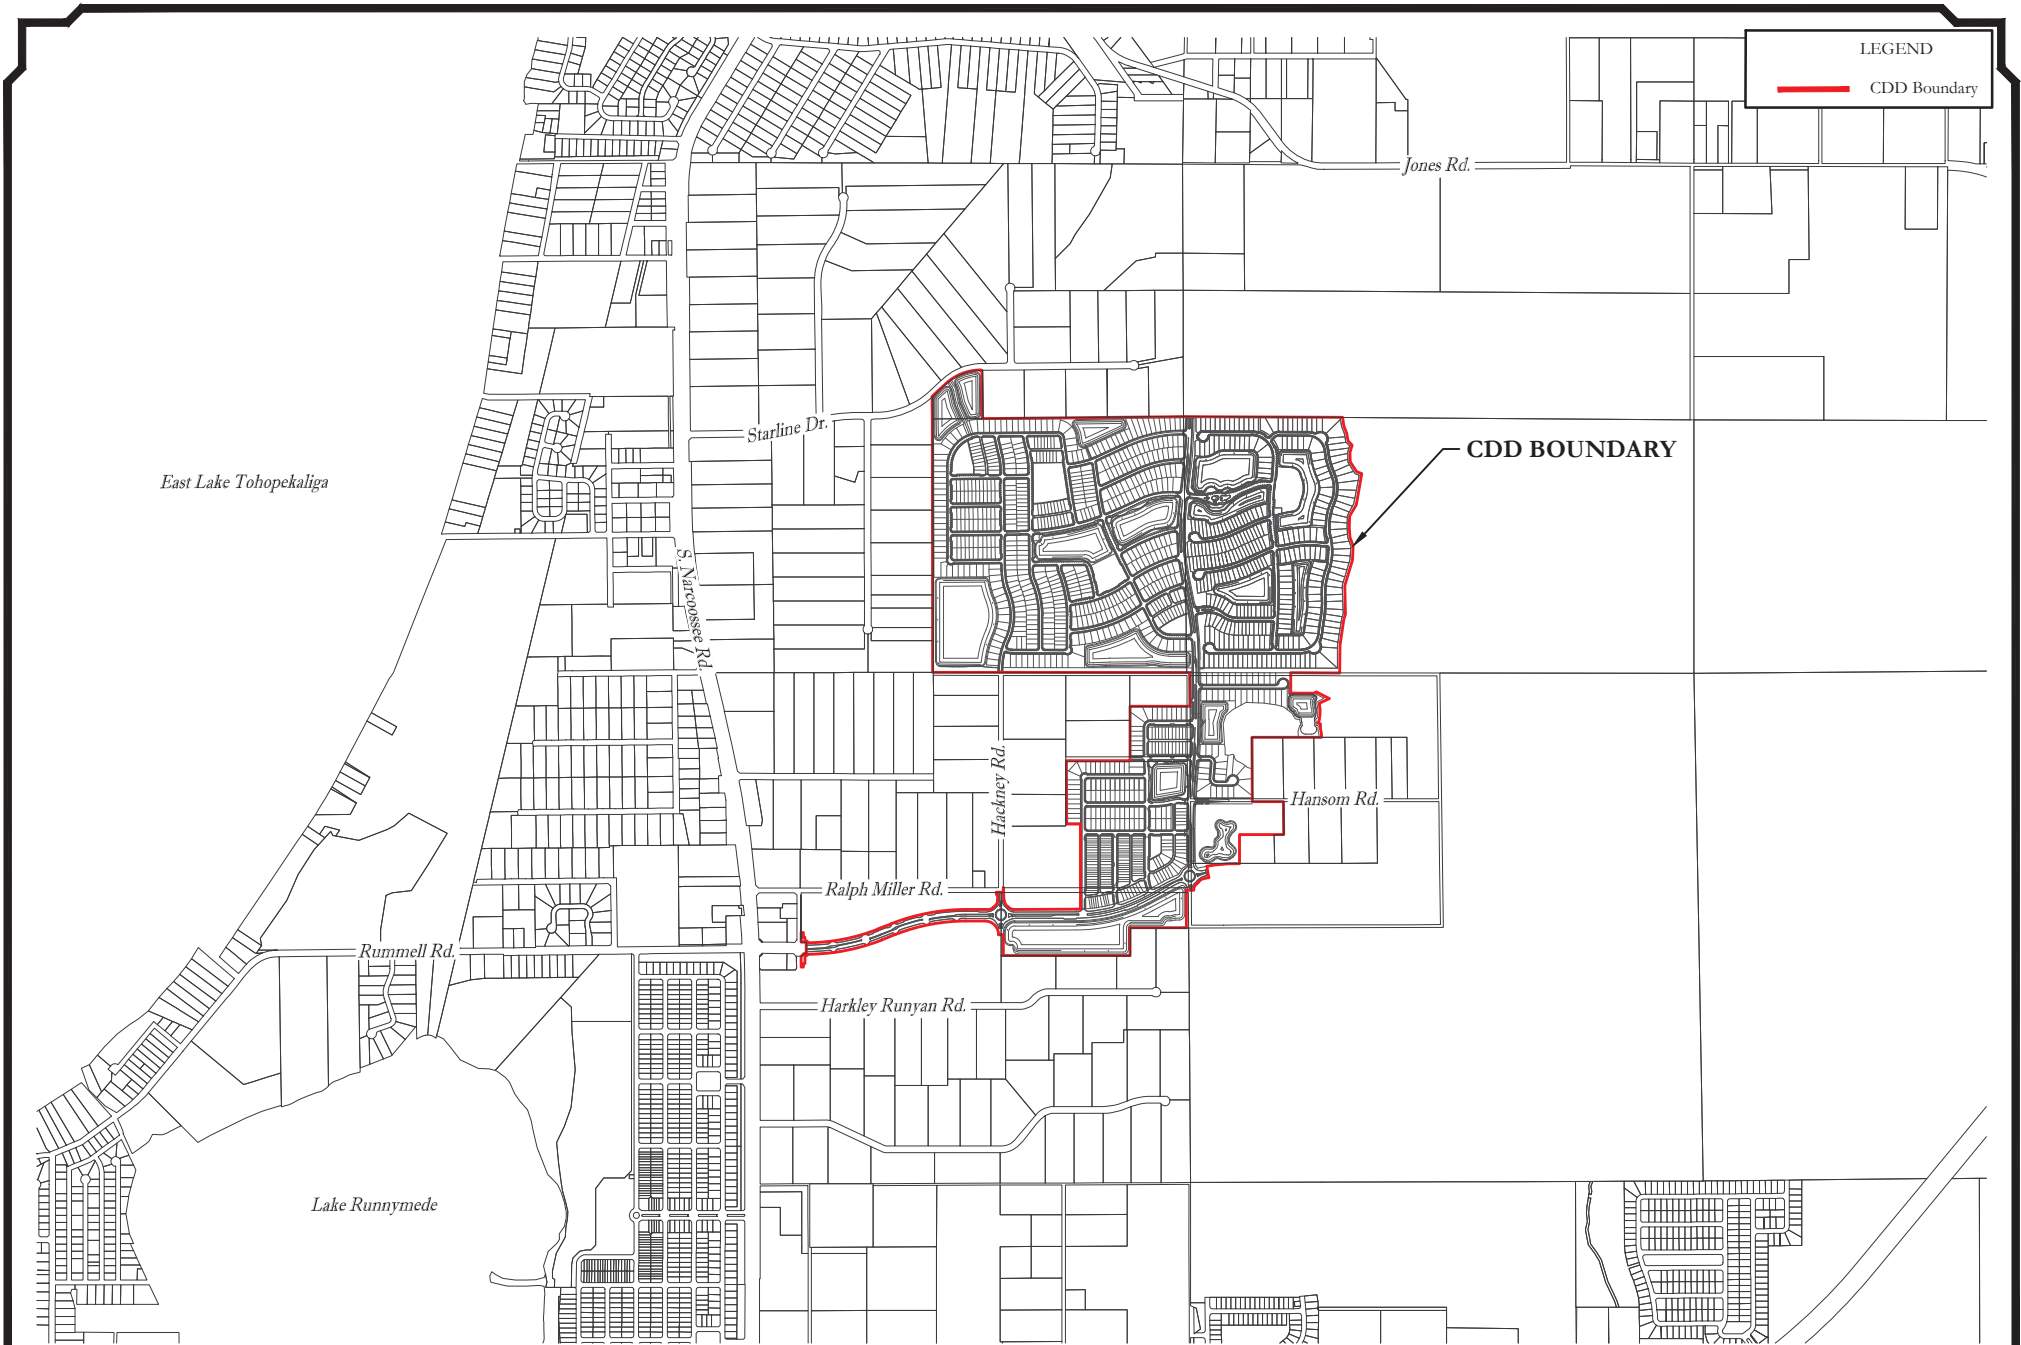 LEGEND
CDD Boundary
Jones Rd.
Starline Dr.
CDD BOUNDARY
East Lake Tohopekaliga
S. Narcoossee Rd.
Hackney Rd.
Hansom Rd.
Ralph Miller Rd.
Rummell Rd.
Harkley Runyan Rd.
Lake Runnymede